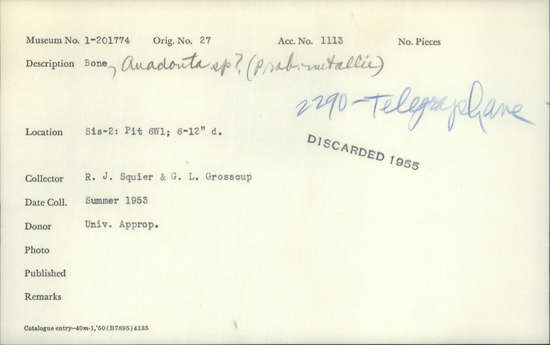 Museum No. 1-201774 Orig. No. 27 Acc. No. 1113 No. Pieces
Description Bone, Anadonta sp? (prob.
2290-Telegraph Ave
Location Sis-2: Pit 6W1; 6-12" d.
DISCARDED 1955
Collector R. J. Squier & G. L. Grosscup
Date Coll. Summer 1953
Donor Univ. Approp.
Photo
Published
Remarks
Catalogue entry—40m-1,'50(B7895)4135